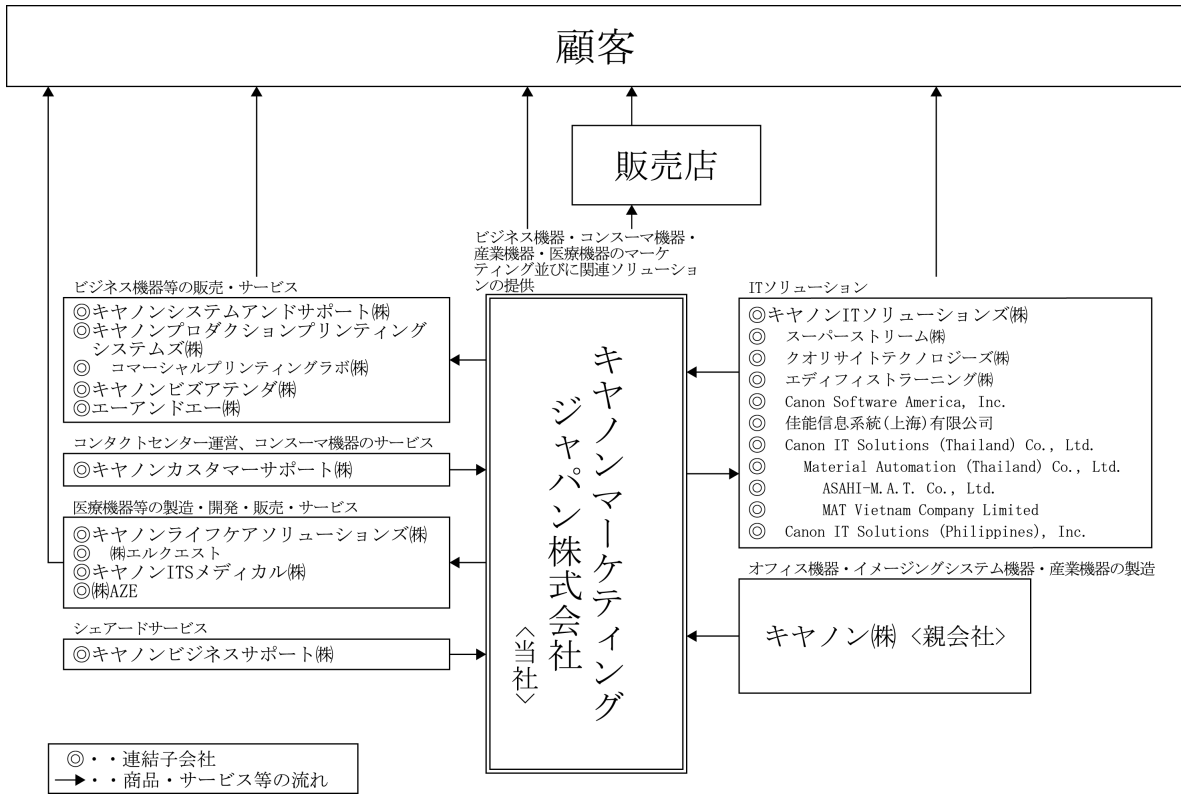 顧客
販売店
ビジネス機器・コンスーマ機器・
産業機器・医療機器のマーケ
ティング並びに関連ソリューショ
ンの提供
ビジネス機器等の販売・サービス
◎キヤノンシステムアンドサポート㈱
◎キヤノンプロダクションプリンティング
システムズ㈱
◎ コマーシャルプリンティングラボ㈱
◎キヤノンビズアテンダ㈱
◎エーアンドエー㈱
コンタクトセンター運営、コンスーマ機器のサービス
◎キヤノンカスタマーサポート㈱
医療機器等の製造・開発・販売・サービス
◎キヤノンライフケアソリューションズ㈱
◎ ㈱エルクエスト
◎キヤノンITSメディカル㈱
◎㈱AZE
シェアードサービス
◎キヤノンビジネスサポート㈱
キヤノンマーケティング
ジャパン株式会社
〈当社〉
ITソリューション
◎キヤノンITソリューションズ㈱
◎ スーパーストリーム㈱
◎ クオリサイトテクノロジーズ㈱
◎ エディフィストラーニング㈱
◎ Canon Software America, Inc.
◎ 佳能信息系統(上海)有限公司
◎ Canon IT Solutions (Thailand) Co., Ltd.
◎ Material Automation (Thailand) Co., Ltd.
◎ ASAHI-M.A.T. Co., Ltd.
◎ MAT Vietnam Company Limited
◎ Canon IT Solutions (Philippines), Inc.
オフィス機器・イメージングシステム機器・産業機器の製造
キヤノン㈱〈親会社〉
◎・・連結子会社
→・・商品・サービス等の流れ